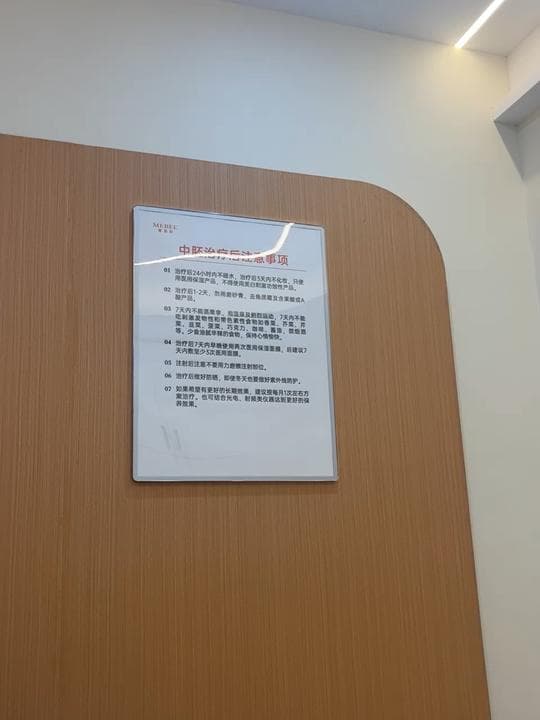 MEBEE
中胚治疗后注意事项
01 治疗后24小时内不碰水，治疗后3天内不化妆，只使
用医用保湿产品，不得使用美白刺激功效性产品。
02 治疗后1-2天，勿用磨砂膏、去角质霜及含果酸或A
酸产品。
03 7天内不能蒸桑拿、和温泉及剧烈运动，7天内不能
吃刺激发物性和带色素性食物如香菜、芥菜、芹
菜、韭菜、菠菜、巧克力、咖啡、酱油、烟烟酒
等。少食油腻辛辣的食物，保持心情愉快。
04 治疗后7天内早晚使用两次医用保湿面膜，后建议7
天内敷至少3次医用面膜。
05 注射后注意不要用力磨擦注射部位。
06 治疗后做好防晒，即使冬天也要做好紫外线防护。
07 如果希望有更好的长期效果，建议按每月1次左右方
案治疗。也可结合光电、射频类仪器达到更好的保
养效果。